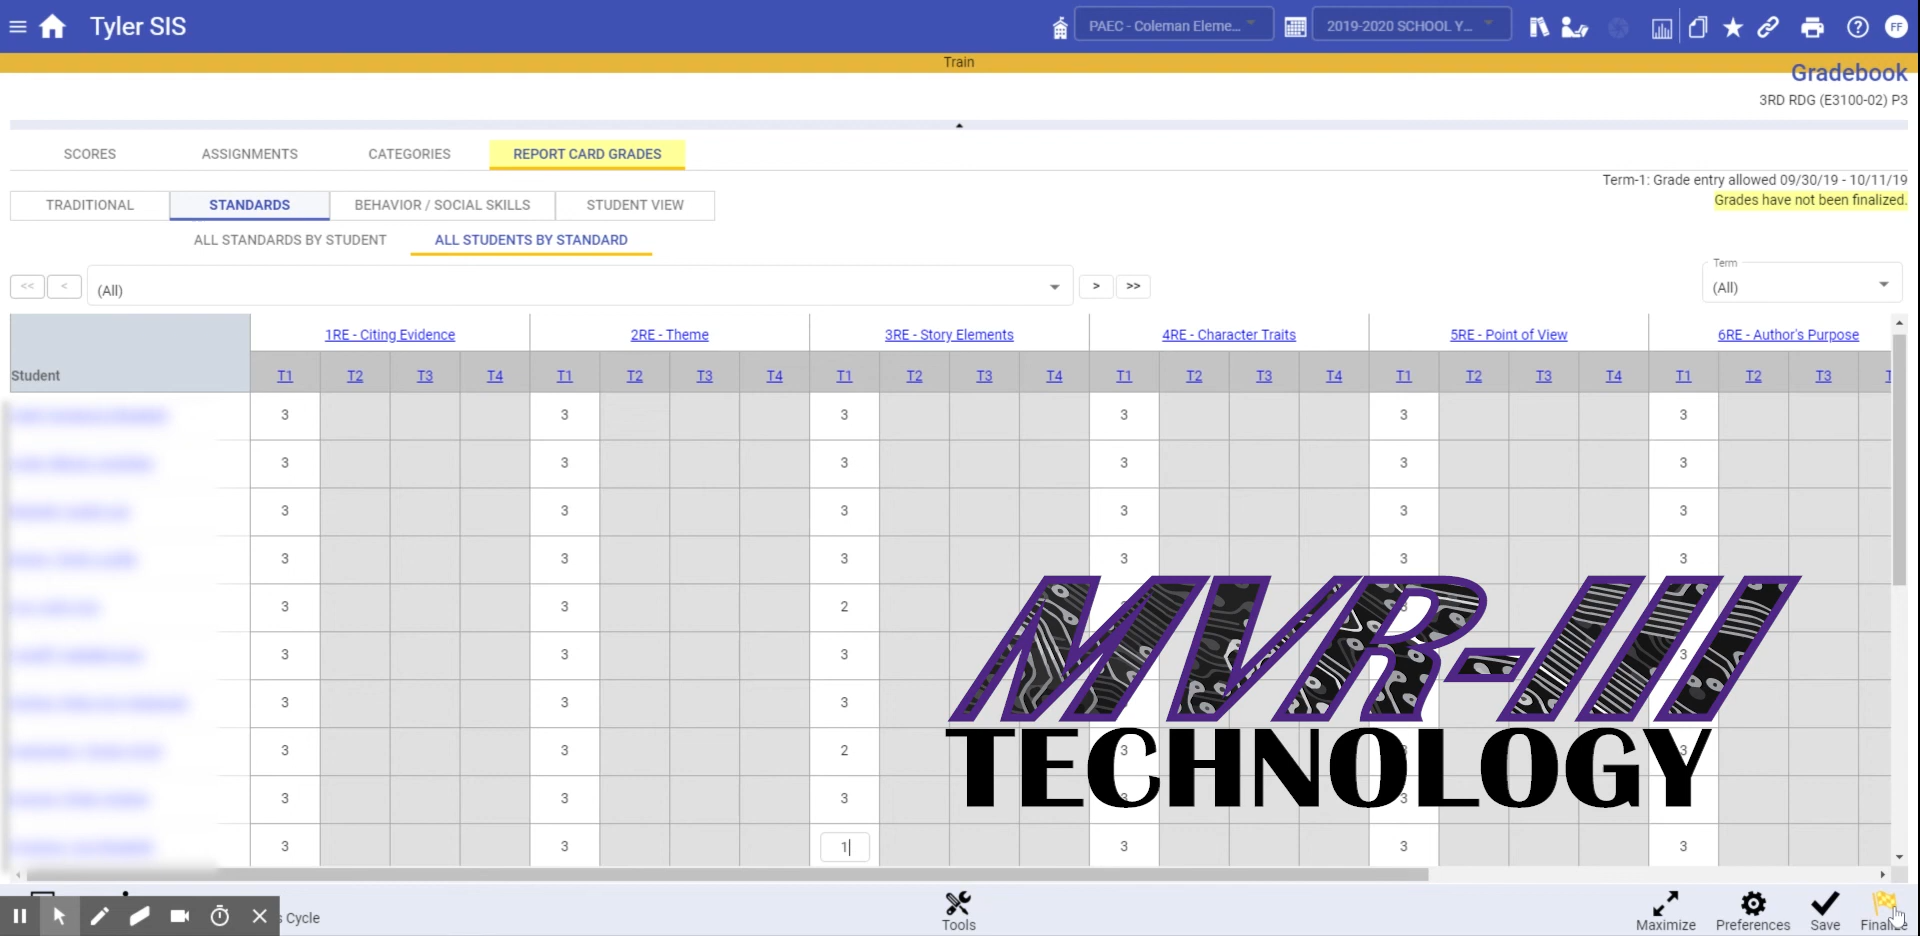 Tyler SIS
PAEC - Coleman Eleme...
2019-2020 SCHOOL Y...
FF
Train
Gradebook
3RD RDG (E3100-02) P3
SCORES ASSIGNMENTS CATEGORIES REPORT CARD GRADES
Term-1: Grade entry allowed 09/30/19 - 10/11/19
TRADITIONAL STANDARDS BEHAVIOR / SOCIAL SKILLS STUDENT VIEW
Grades have not been finalized.
ALL STANDARDS BY STUDENT ALL STUDENTS BY STANDARD
Term
<< < (All) > >> (All)
1RE - Citing Evidence 2RE - Theme 3RE - Story Elements 4RE - Character Traits 5RE - Point of View 6RE - Author's Purpose
Student T1 T2 T3 T4 T1 T2 T3 T4 T1 T2 T3 T4 T1 T2 T3 T4 T1 T2 T3 T4 T1 T2 T3
3 3 3 3 3 3
3 3 3 3 3 3
3 3 3 3 3 3
3 3 3 3 3 3
3 3 2 3
3 3 3 3
3 3 3
3 3 2 3 3
3 3 3 3
3 3 1 3 3 3
MVR-III
TECHNOLOGY
Cycle
Tools
Maximize Preferences Save Finalize